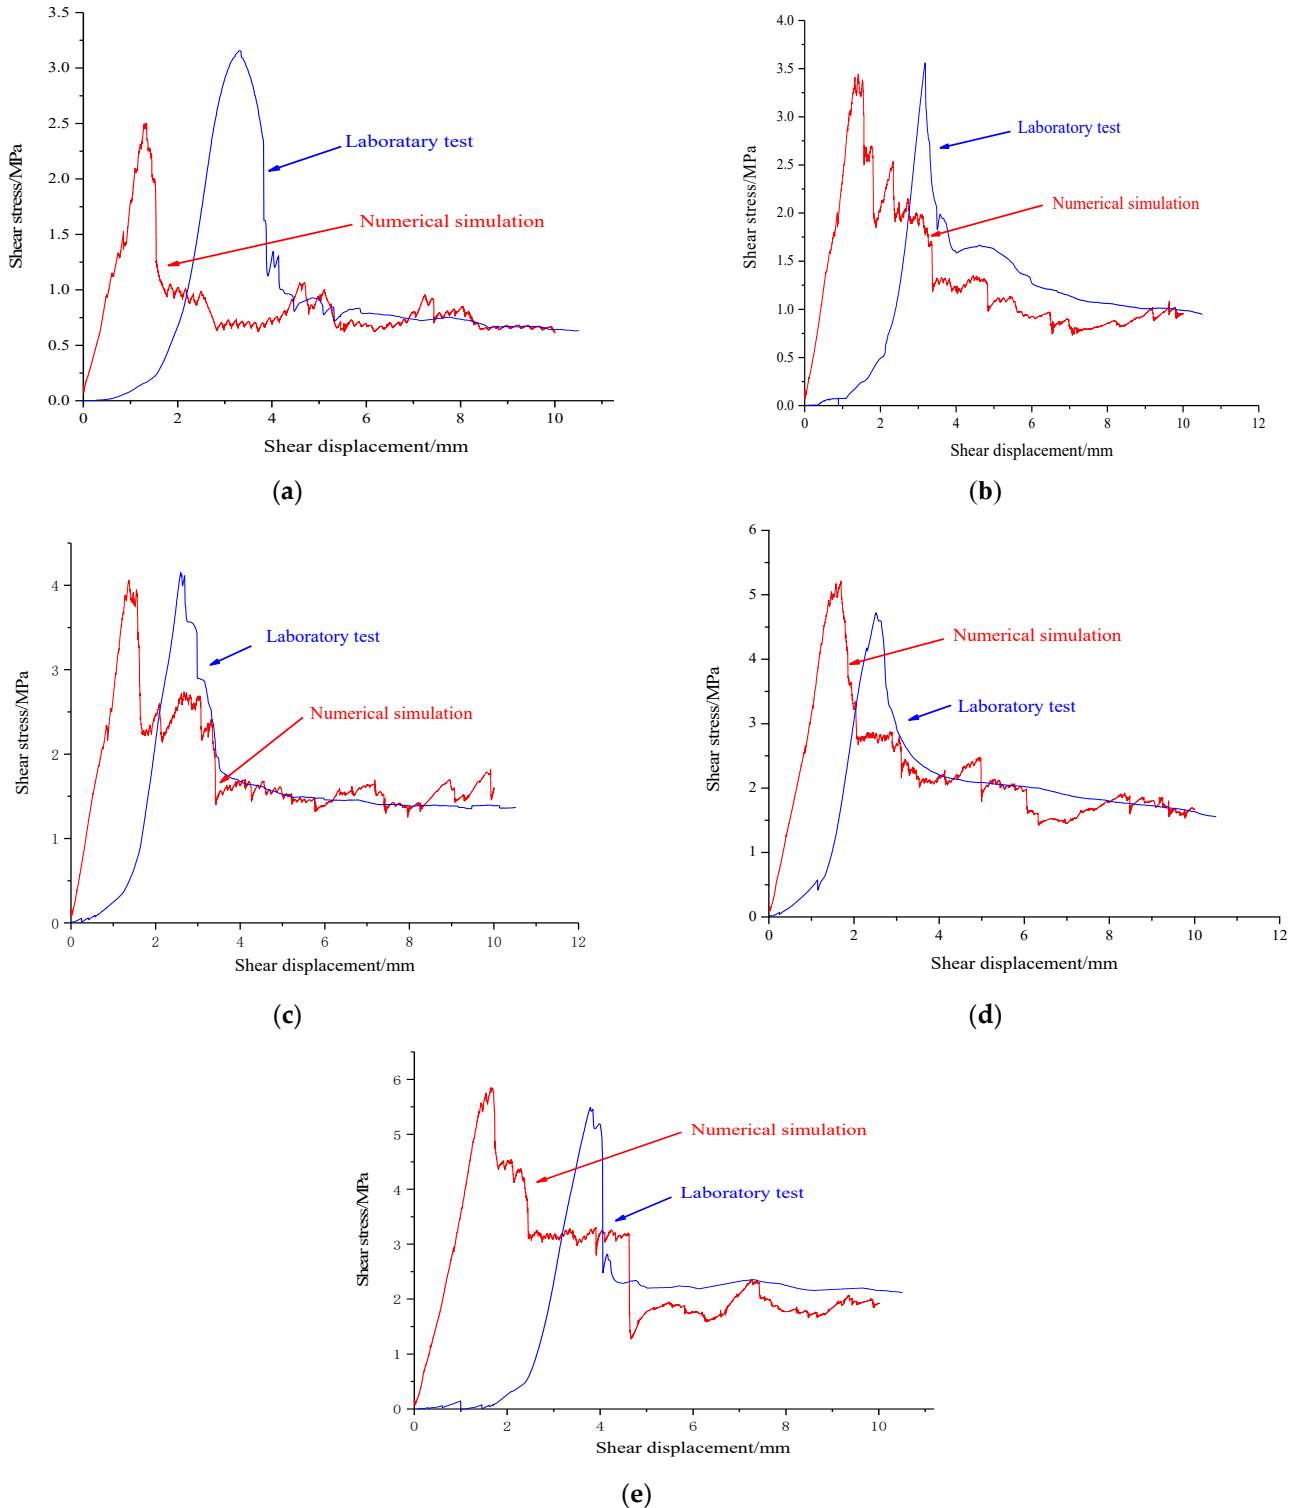 3.5
3.0
2.5
2.0
1.5
1.0
0.5
0.0
Shear stress/MPa
Laboratary test
Numerical simulation
0 2 4 6 8 10
Shear displacement/mm
(a)
4.0
3.5
3.0
2.5
2.0
1.5
1.0
0.5
0.0
Shear stress/MPa
Laboratory test
Numerical simulation
0 2 4 6 8 10 12
Shear displacement/mm
(b)
4
3
2
1
0
Shear stress/MPa
Laboratory test
Numerical simulation
0 2 4 6 8 10 12
Shear displacement/mm
(c)
6
5
4
3
2
1
0
Shear stress/MPa
Numerical simulation
Laboratory test
0 2 4 6 8 10 12
Shear displacement/mm
(d)
6
5
4
3
2
1
0
Shear stress/MPa
Numerical simulation
Laboratory test
0 2 4 6 8 10
Shear displacement/mm
(e)